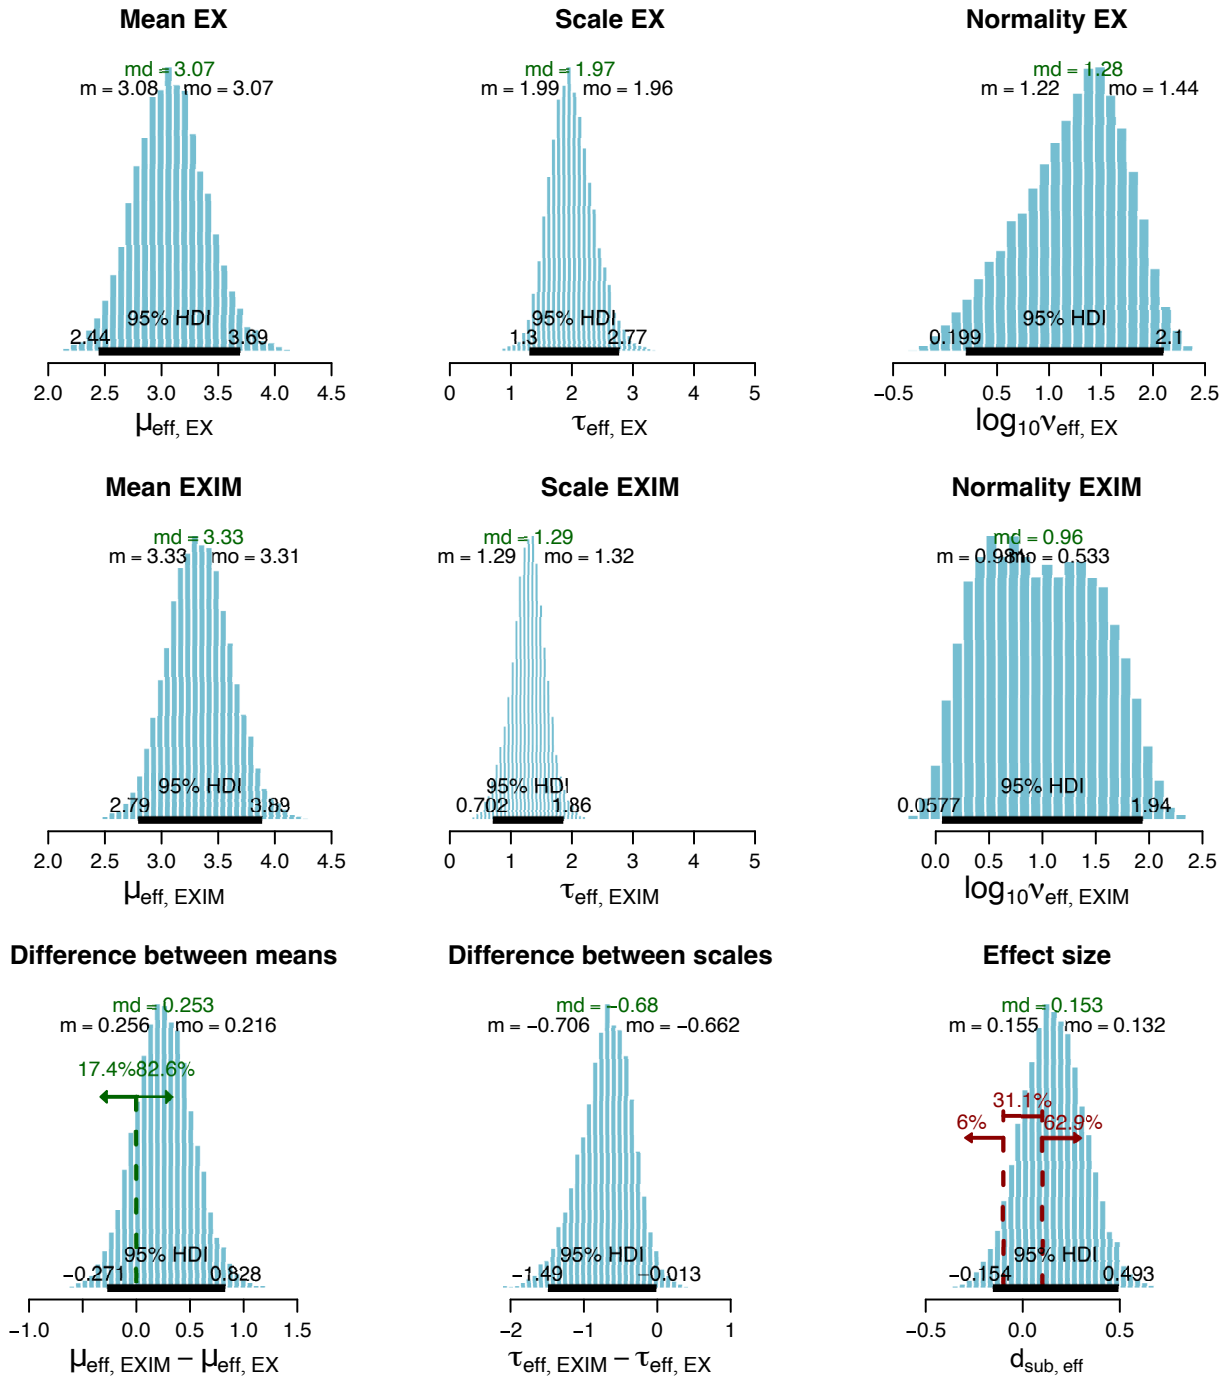 Mean EX
md = 3.07
m = 3.08 mo = 3.07
95% HDI
2.44 3.69
2.0 2.5 3.0 3.5 4.0 4.5
μeff, EX
Scale EX
md = 1.97
m = 1.99 mo = 1.96
95% HDI
1.3 2.77
0 1 2 3 4 5
τeff, EX
Normality EX
md = 1.28
m = 1.22 mo = 1.44
95% HDI
0.199 2.1
−0.5 0.5 1.0 1.5 2.0 2.5
log10νeff, EX
Mean EXIM
md = 3.33
m = 3.33 mo = 3.31
95% HDI
2.79 3.89
2.0 2.5 3.0 3.5 4.0 4.5
μeff, EXIM
Scale EXIM
md = 1.29
m = 1.29 mo = 1.32
95% HDI
0.702 1.86
0 1 2 3 4 5
τeff, EXIM
Normality EXIM
md = 0.96
m = 0.981 mo = 0.533
95% HDI
0.0577 1.94
0.0 0.5 1.0 1.5 2.0 2.5
log10νeff, EXIM
Difference between means
md = 0.253
m = 0.256 mo = 0.216
17.4% 82.6%
95% HDI
−0.271 0.828
−1.0 0.0 0.5 1.0 1.5
μeff, EXIM − μeff, EX
Difference between scales
md = −0.68
m = −0.706 mo = −0.662
95% HDI
−1.49 −0.013
−2 −1 0 1
τeff, EXIM − τeff, EX
Effect size
md = 0.153
m = 0.155 mo = 0.132
31.1%
6% 62.9%
95% HDI
−0.154 0.493
−0.5 0.0 0.5
dsub, eff